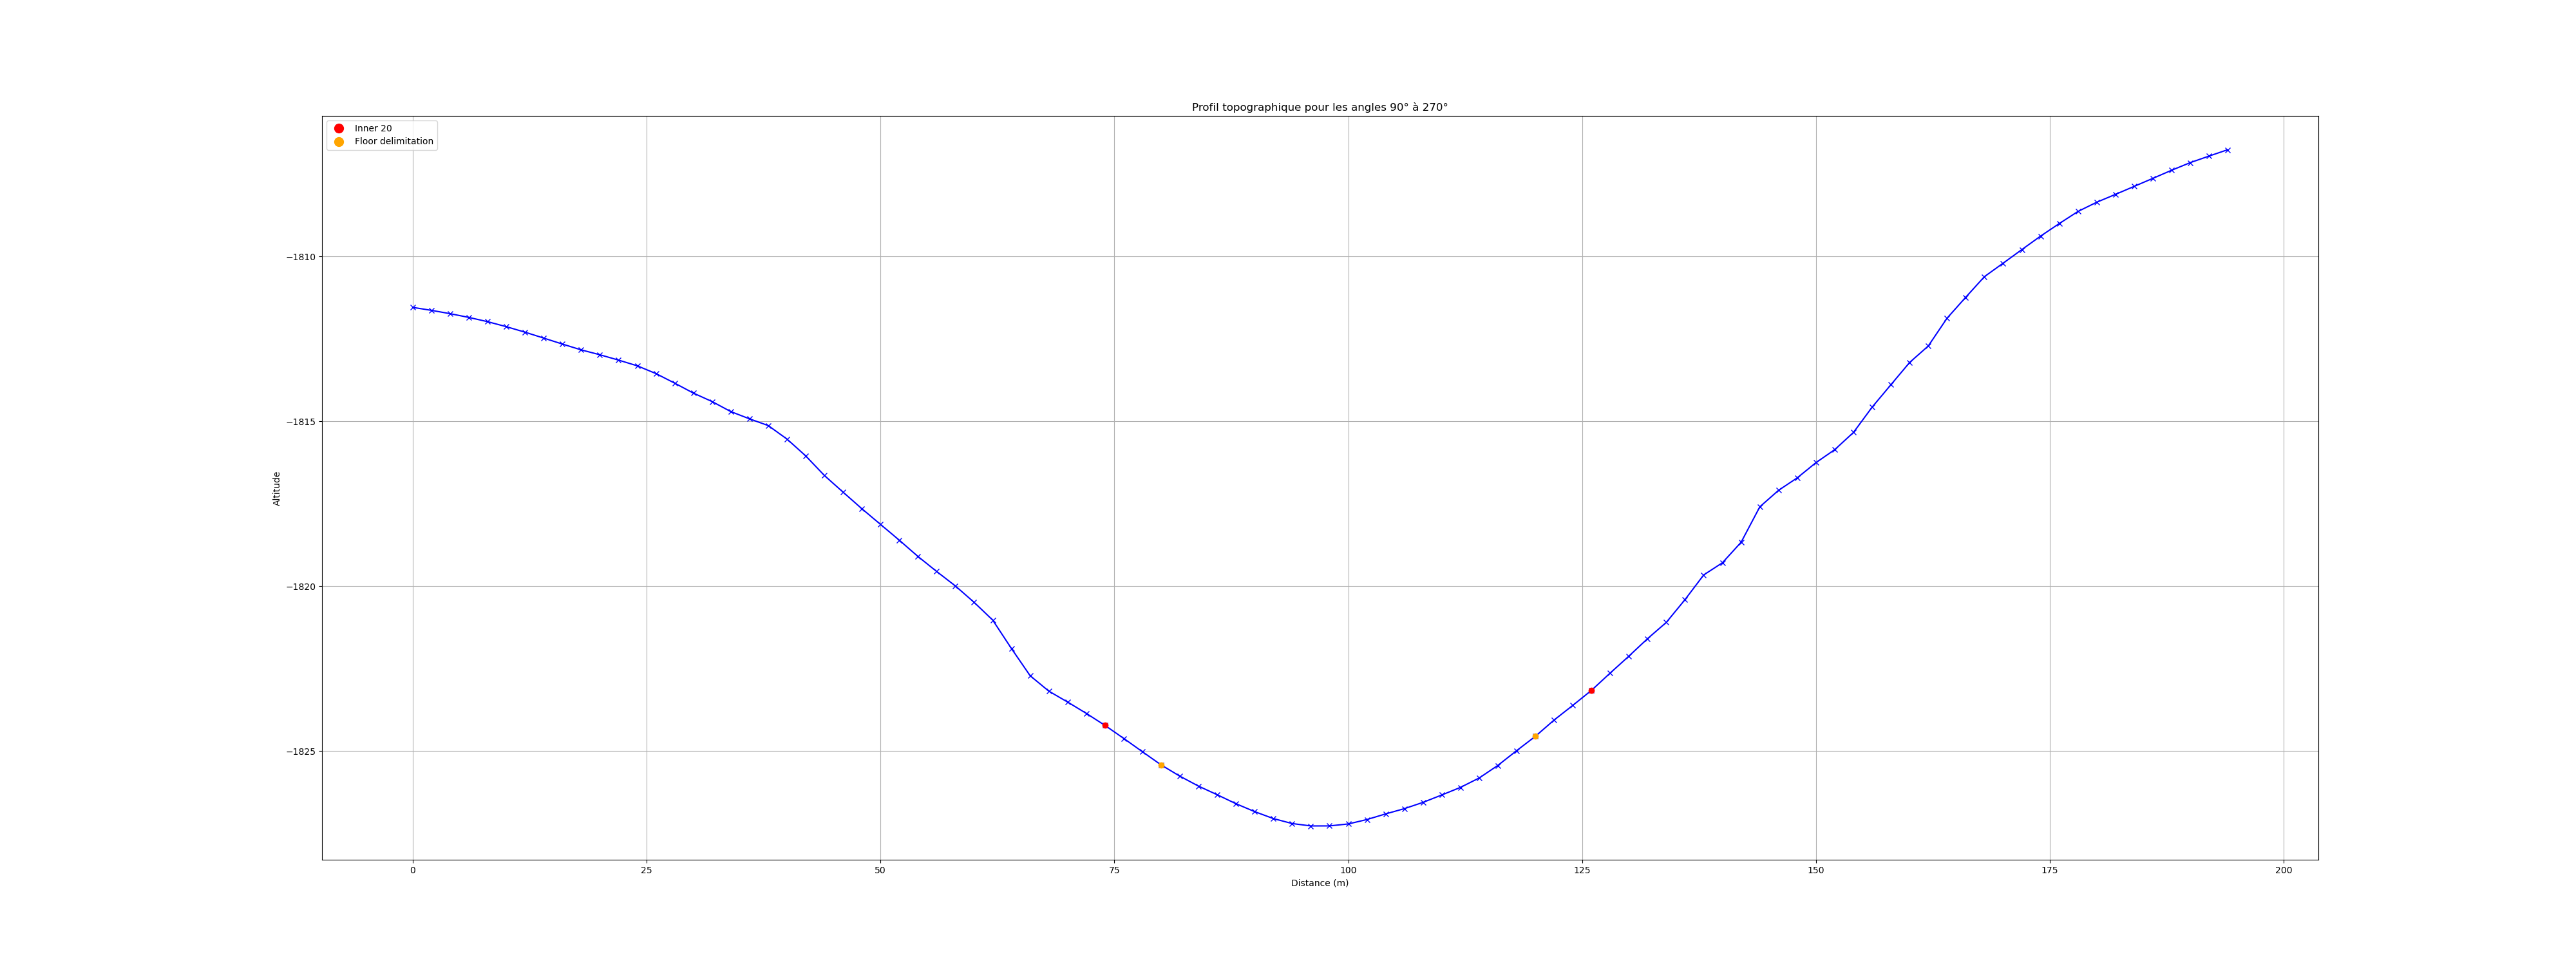 Profil topographique pour les angles 90° à 270°
Inner 20
Floor delimitation
Altitude
−1810
−1815
−1820
−1825
0 25 50 75 100 125 150 175 200
Distance (m)